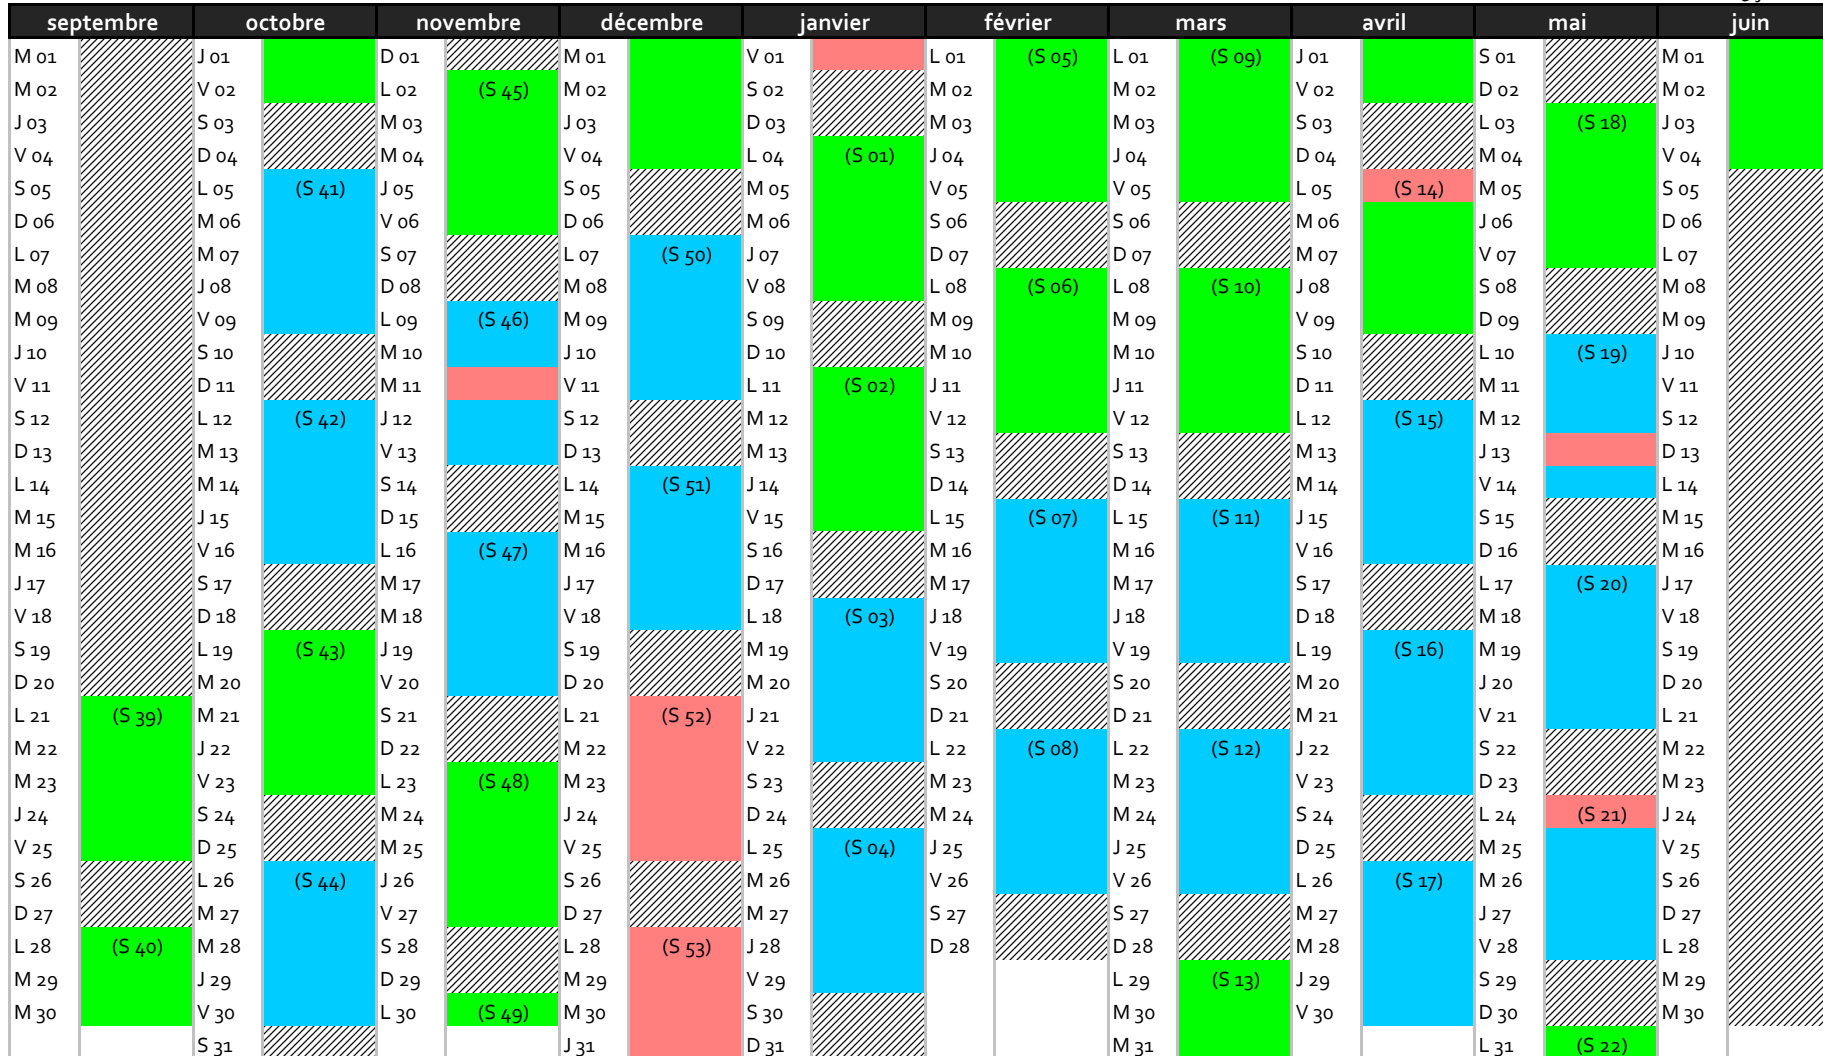 septembre octobre novembre décembre janvier février mars avril mai juin
M 01 J 01 D 01 M 01 V 01 L 01 (S 05) L 01 (S 09) J 01 S 01 M 01
M 02 V 02 L 02 (S 45) M 02 S 02 M 02 M 02 V 02 D 02 M 02
J 03 S 03 M 03 J 03 D 03 M 03 M 03 S 03 L 03 (S 18) J 03
V 04 D 04 M 04 V 04 L 04 (S 01) J 04 J 04 D 04 M 04 V 04
S 05 L 05 (S 41) J 05 S 05 M 05 V 05 V 05 L 05 (S 14) M 05 S 05
D 06 M 06 V 06 D 06 M 06 S 06 S 06 M 06 J 06 D 06
L 07 M 07 S 07 L 07 (S 50) J 07 D 07 D 07 M 07 V 07 L 07
M 08 J 08 D 08 M 08 V 08 L 08 (S 06) L 08 (S 10) J 08 S 08 M 08
M 09 V 09 L 09 (S 46) M 09 S 09 M 09 M 09 V 09 D 09 M 09
J 10 S 10 M 10 J 10 D 10 M 10 M 10 S 10 L 10 (S 19) J 10
V 11 D 11 M 11 V 11 L 11 (S 02) J 11 J 11 D 11 M 11 V 11
S 12 L 12 (S 42) J 12 S 12 M 12 V 12 V 12 L 12 (S 15) M 12 S 12
D 13 M 13 V 13 D 13 M 13 S 13 S 13 M 13 J 13 D 13
L 14 M 14 S 14 L 14 (S 51) J 14 D 14 D 14 M 14 V 14 L 14
M 15 J 15 D 15 M 15 V 15 L 15 (S 07) L 15 (S 11) J 15 S 15 M 15
M 16 V 16 L 16 (S 47) M 16 S 16 M 16 M 16 V 16 D 16 M 16
J 17 S 17 M 17 J 17 D 17 M 17 M 17 S 17 L 17 (S 20) J 17
V 18 D 18 M 18 V 18 L 18 (S 03) J 18 J 18 D 18 M 18 V 18
S 19 L 19 (S 43) J 19 S 19 M 19 V 19 V 19 L 19 (S 16) M 19 S 19
D 20 M 20 V 20 D 20 M 20 S 20 S 20 M 20 J 20 D 20
L 21 (S 39) M 21 S 21 L 21 (S 52) J 21 D 21 D 21 M 21 V 21 L 21
M 22 J 22 D 22 M 22 V 22 L 22 (S 08) L 22 (S 12) J 22 S 22 M 22
M 23 V 23 L 23 (S 48) M 23 S 23 M 23 M 23 V 23 D 23 M 23
J 24 S 24 M 24 J 24 D 24 M 24 M 24 S 24 L 24 (S 21) J 24
V 25 D 25 M 25 V 25 L 25 (S 04) J 25 J 25 D 25 M 25 V 25
S 26 L 26 (S 44) J 26 S 26 M 26 V 26 V 26 L 26 (S 17) M 26 S 26
D 27 M 27 V 27 D 27 M 27 S 27 S 27 M 27 J 27 D 27
L 28 (S 40) M 28 S 28 L 28 (S 53) J 28 D 28 D 28 M 28 V 28 L 28
M 29 J 29 D 29 M 29 V 29 L 29 (S 13) J 29 S 29 M 29
M 30 V 30 L 30 (S 49) M 30 S 30 M 30 V 30 D 30 M 30
S 31 J 31 D 31 M 31 L 31 (S 22)